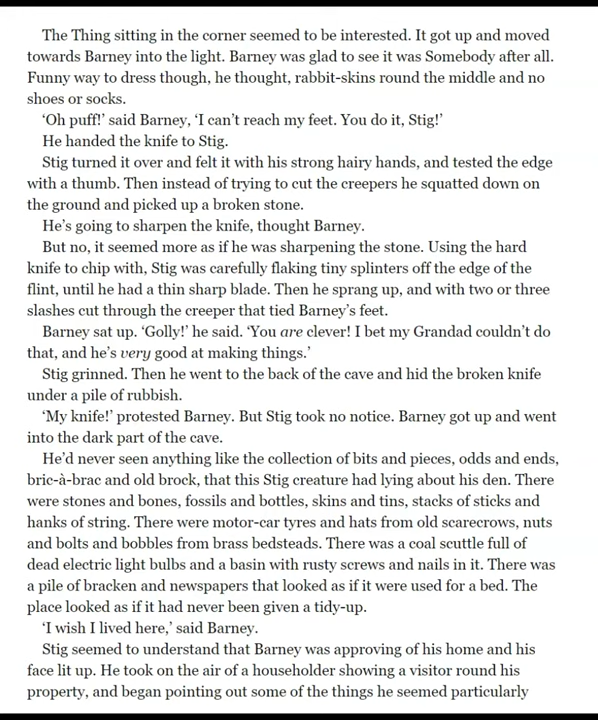 The Thing sitting in the corner seemed to be interested. It got up and moved
towards Barney into the light. Barney was glad to see it was Somebody after all.
Funny way to dress though, he thought, rabbit-skins round the middle and no
shoes or socks.
‘Oh puff!’ said Barney, ‘I can’t reach my feet. You do it, Stig!’
He handed the knife to Stig.
Stig turned it over and felt it with his strong hairy hands, and tested the edge
with a thumb. Then instead of trying to cut the creepers he squatted down on
the ground and picked up a broken stone.
He’s going to sharpen the knife, thought Barney.
But no, it seemed more as if he was sharpening the stone. Using the hard
knife to chip with, Stig was carefully flaking tiny splinters off the edge of the
flint, until he had a thin sharp blade. Then he sprang up, and with two or three
slashes cut through the creeper that tied Barney’s feet.
Barney sat up. ‘Golly!’ he said. ‘You are clever! I bet my Grandad couldn’t do
that, and he’s very good at making things.’
Stig grinned. Then he went to the back of the cave and hid the broken knife
under a pile of rubbish.
‘My knife!’ protested Barney. But Stig took no notice. Barney got up and went
into the dark part of the cave.
He’d never seen anything like the collection of bits and pieces, odds and ends,
bric-à-brac and old brock, that this Stig creature had lying about his den. There
were stones and bones, fossils and bottles, skins and tins, stacks of sticks and
hanks of string. There were motor-car tyres and hats from old scarecrows, nuts
and bolts and bobbles from brass bedsteads. There was a coal scuttle full of
dead electric light bulbs and a basin with rusty screws and nails in it. There was
a pile of bracken and newspapers that looked as if it were used for a bed. The
place looked as if it had never been given a tidy-up.
‘I wish I lived here,’ said Barney.
Stig seemed to understand that Barney was approving of his home and his
face lit up. He took on the air of a householder showing a visitor round his
property, and began pointing out some of the things he seemed particularly